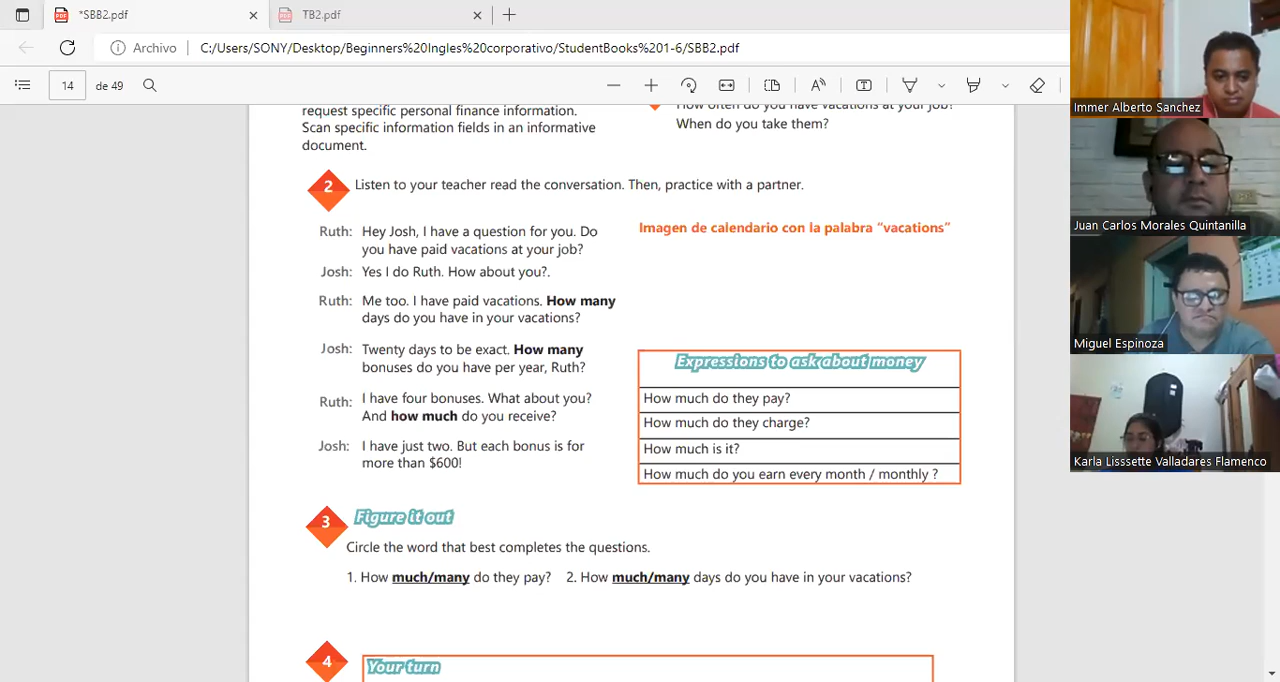 *SBB2.pdf
TB2.pdf
Archivo
C:/Users/SONY/Desktop/Beginners%20Ingles%20corporativo/StudentBooks%201-6/SBB2.pdf
14
de 49
request specific personal finance information.
Scan specific information fields in an informative
document.
How often do you have vacations at your job?
When do you take them?
2
Listen to your teacher read the conversation. Then, practice with a partner.
Ruth: Hey Josh, I have a question for you. Do
you have paid vacations at your job?
Josh: Yes I do Ruth. How about you?.
Ruth: Me too. I have paid vacations. How many
days do you have in your vacations?
Josh: Twenty days to be exact. How many
bonuses do you have per year, Ruth?
Ruth: I have four bonuses. What about you?
And how much do you receive?
Josh: I have just two. But each bonus is for
more than $600!
Imagen de calendario con la palabra “vacations”
Expressions to ask about money
How much do they pay?
How much do they charge?
How much is it?
How much do you earn every month / monthly ?
3
Figure it out
Circle the word that best completes the questions.
1. How much/many do they pay? 2. How much/many days do you have in your vacations?
4
Your turn
Immer Alberto Sanchez
Juan Carlos Morales Quintanilla
Miguel Espinoza
Karla Lisssette Valladares Flamenco